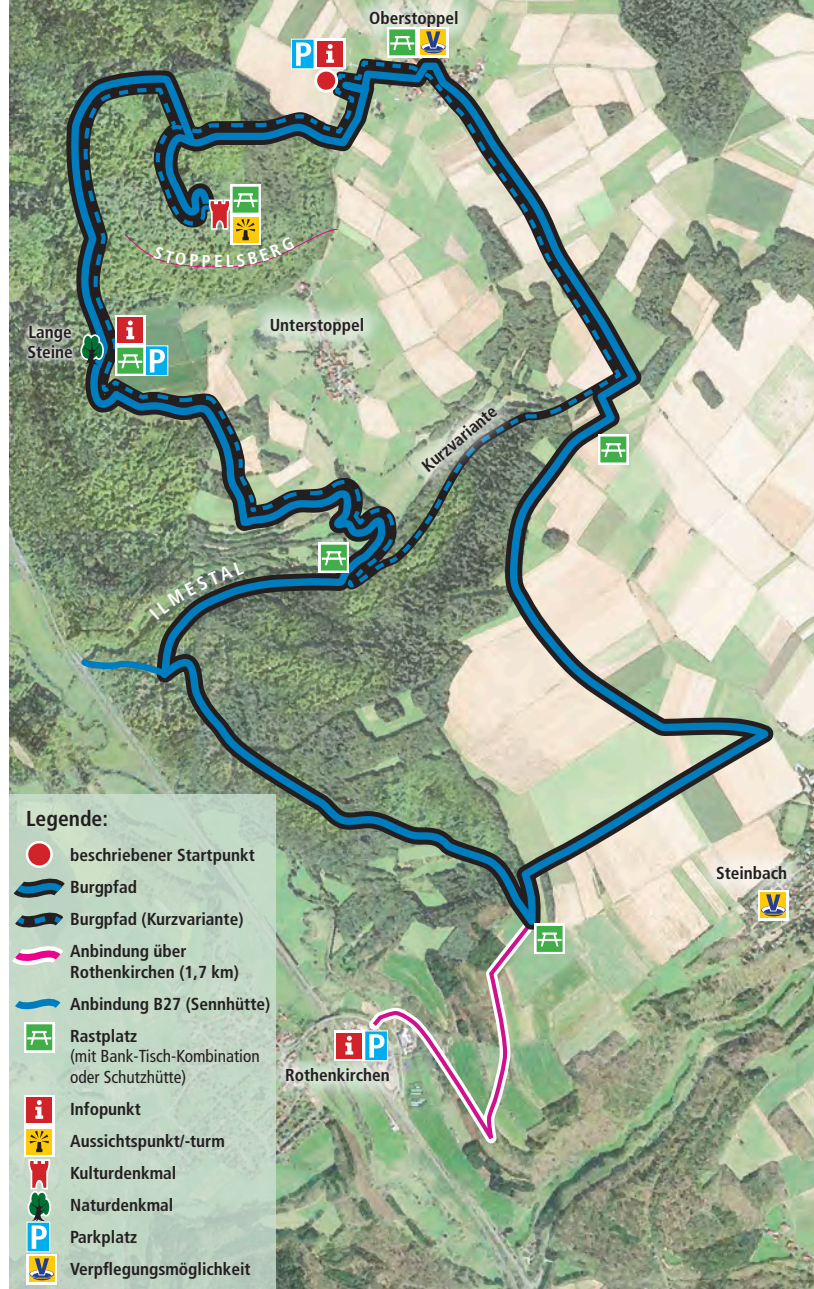 Oberstoppel
P
i
V
STOPPELSBERG
Unterstoppel
Lange
Steine
i
P
Kurzvariante
ILMESTAL
Steinbach
V
i
P
Rothenkirchen
Legende:
beschriebener Startpunkt
Burgpfad
Burgpfad (Kurzvariante)
Anbindung über
Rothenkirchen (1,7 km)
Anbindung B27 (Sennhütte)
Rastplatz
(mit Bank-Tisch-Kombination
oder Schutzhütte)
i Infopunkt
Aussichtspunkt/-turm
Kulturdenkmal
Naturdenkmal
P Parkplatz
V Verpflegungsmöglichkeit